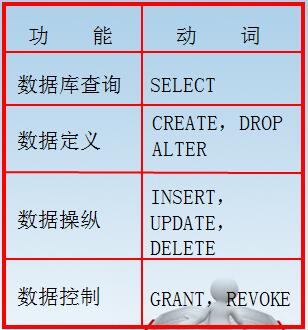 功 能 动 词
数据库查询 SELECT
数据定义 CREATE，DROP
ALTER
数据操纵 INSERT，
UPDATE，
DELETE
数据控制 GRANT，REVOKE